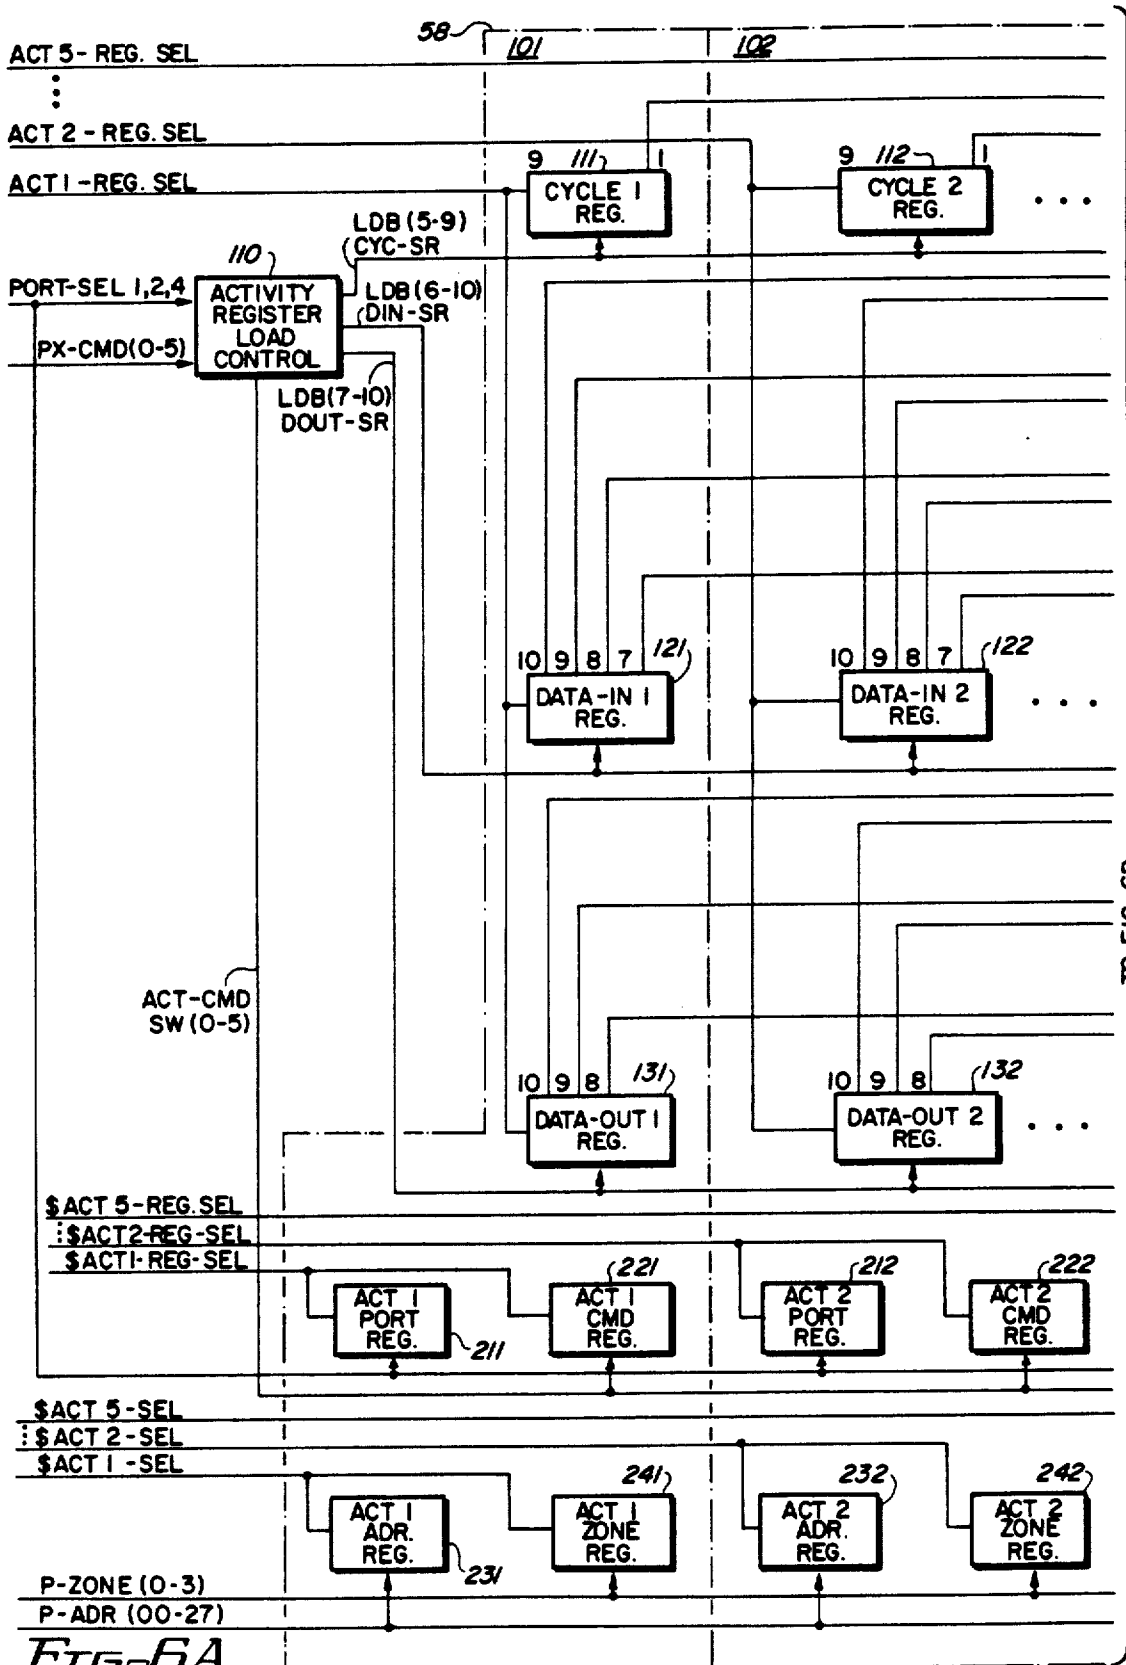 58
101
102
ACT 5- REG. SEL
ACT 2 - REG. SEL
ACT 1 - REG. SEL
9 111 1
CYCLE 1
REG.
9 112 1
CYCLE 2
REG.
LDB (5-9)
CYC-SR
110
PORT-SEL 1,2,4
ACTIVITY
REGISTER
LOAD
CONTROL
LDB (6-10)
DIN-SR
PX-CMD(0-5)
LDB(7-10)
DOUT-SR
10 9 8 7 121
DATA-IN 1
REG.
10 9 8 7 122
DATA-IN 2
REG.
ACT-CMD
SW (0-5)
10 9 8 131
DATA-OUT 1
REG.
10 9 8 132
DATA-OUT 2
REG.
$ACT 5-REG.SEL
$ACT2-REG-SEL
$ACT1-REG-SEL
ACT 1
PORT
REG.
211
221
ACT 1
CMD
REG.
212
ACT 2
PORT
REG.
222
ACT 2
CMD
REG.
$ACT 5-SEL
$ACT 2-SEL
$ACT 1-SEL
ACT 1
ADR.
REG.
231
241
ACT 1
ZONE
REG.
232
ACT 2
ADR.
REG.
242
ACT 2
ZONE
REG.
P-ZONE (0-3)
P-ADR (00-27)
FIG-6A